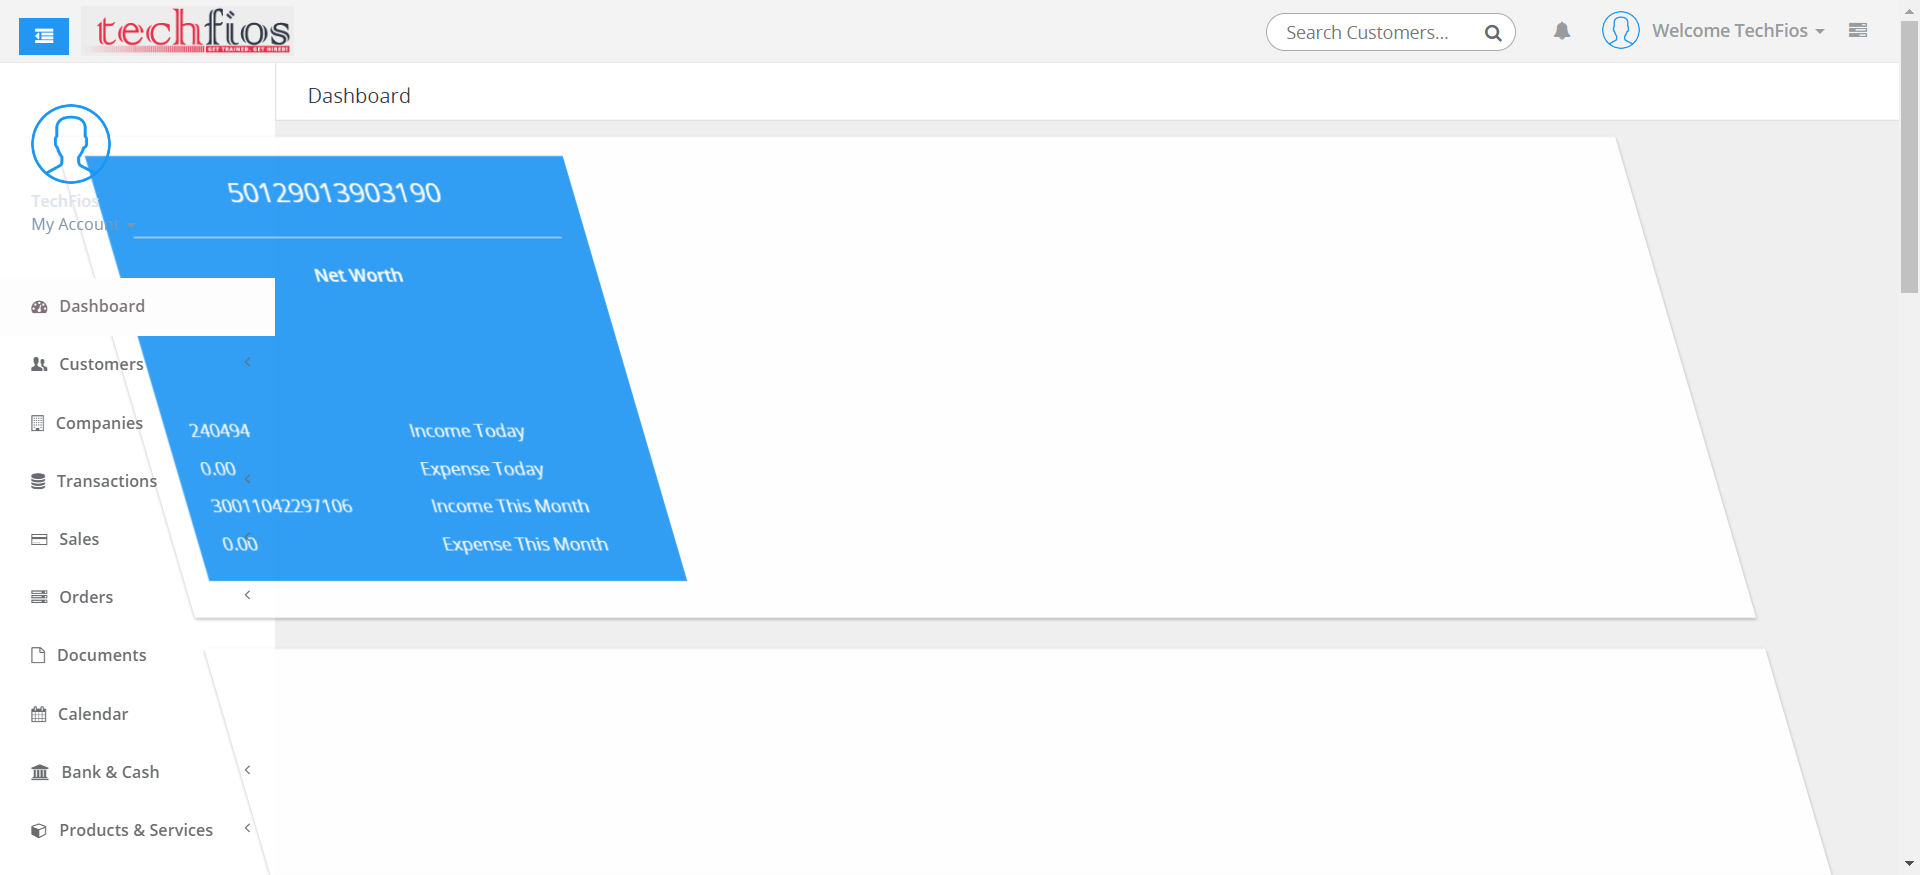 techfios
GET TRAINED. GET HIRED!
Search Customers...
Welcome TechFios
Dashboard
TechFios
My Account
50129013903190
Net Worth
Dashboard
Customers
Companies
Transactions
Sales
Orders
Documents
Calendar
Bank & Cash
Products & Services
240494 Income Today
0.00 Expense Today
30011042297106 Income This Month
0.00 Expense This Month